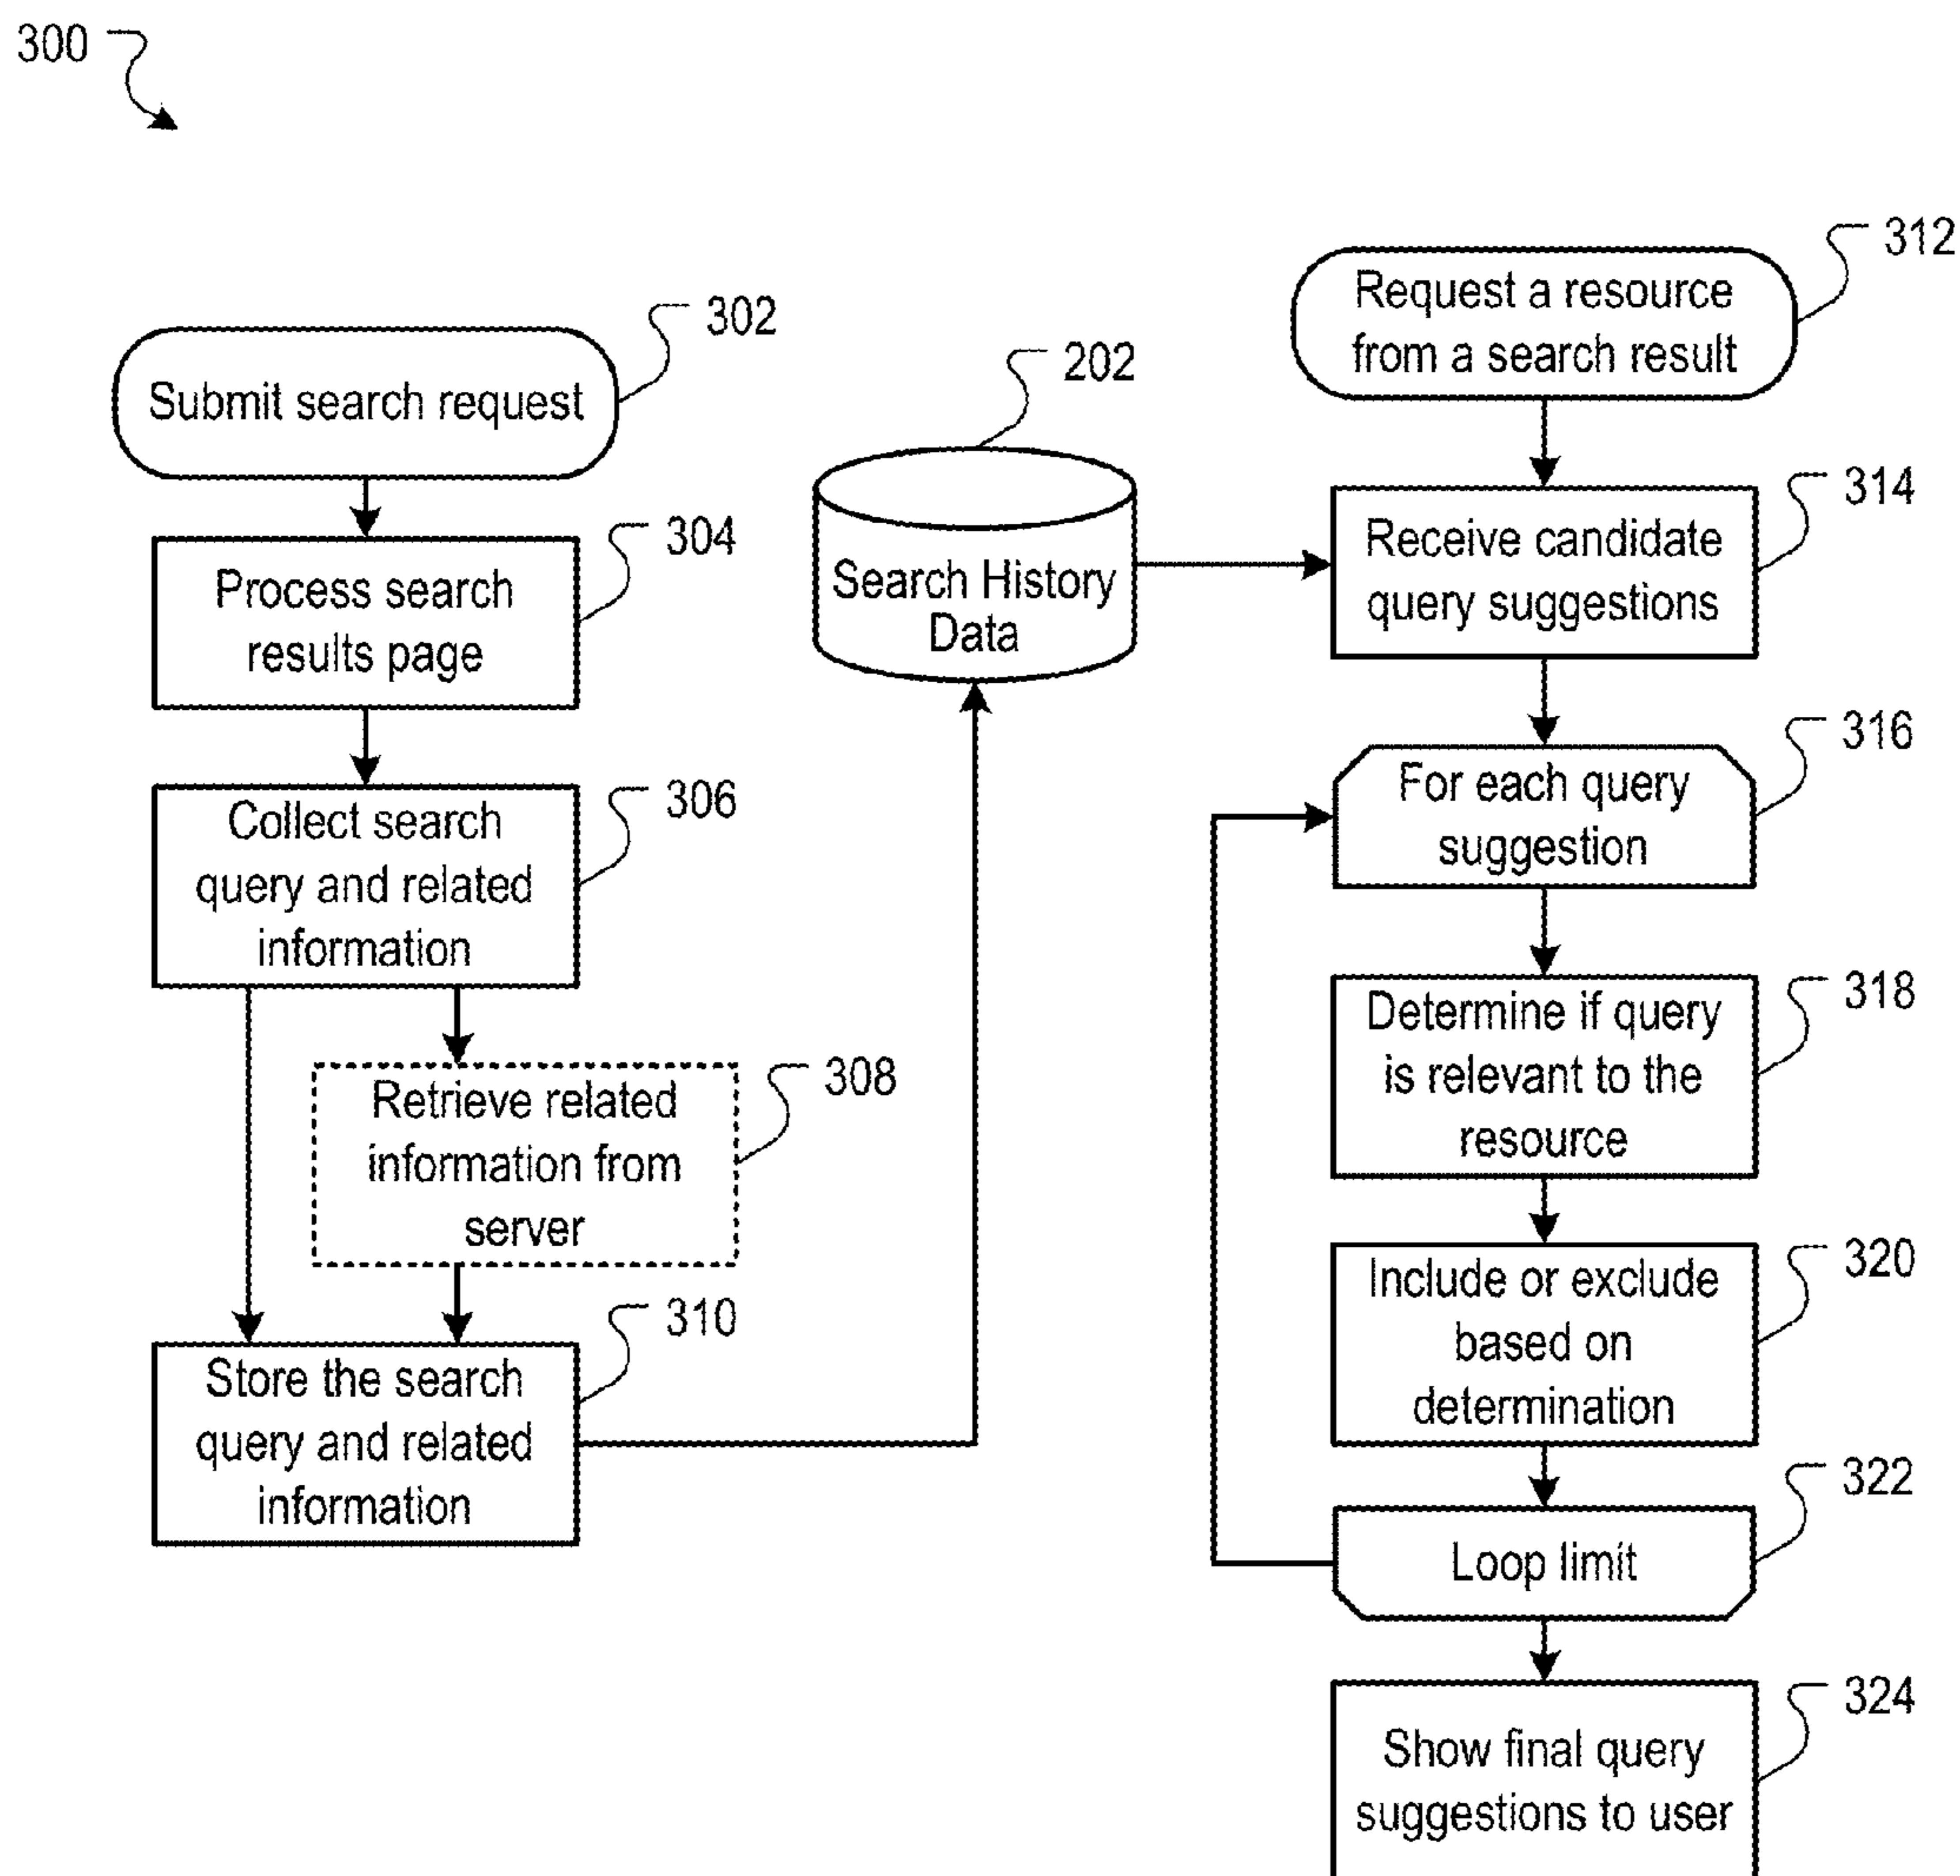 300
302
Submit search request
304
Process search
results page
306
Collect search
query and related
information
308
Retrieve related
information from
server
310
Store the search
query and related
information
202
Search History
Data
312
Request a resource
from a search result
314
Receive candidate
query suggestions
316
For each query
suggestion
318
Determine if query
is relevant to the
resource
320
Include or exclude
based on
determination
322
Loop limit
324
Show final query
suggestions to user